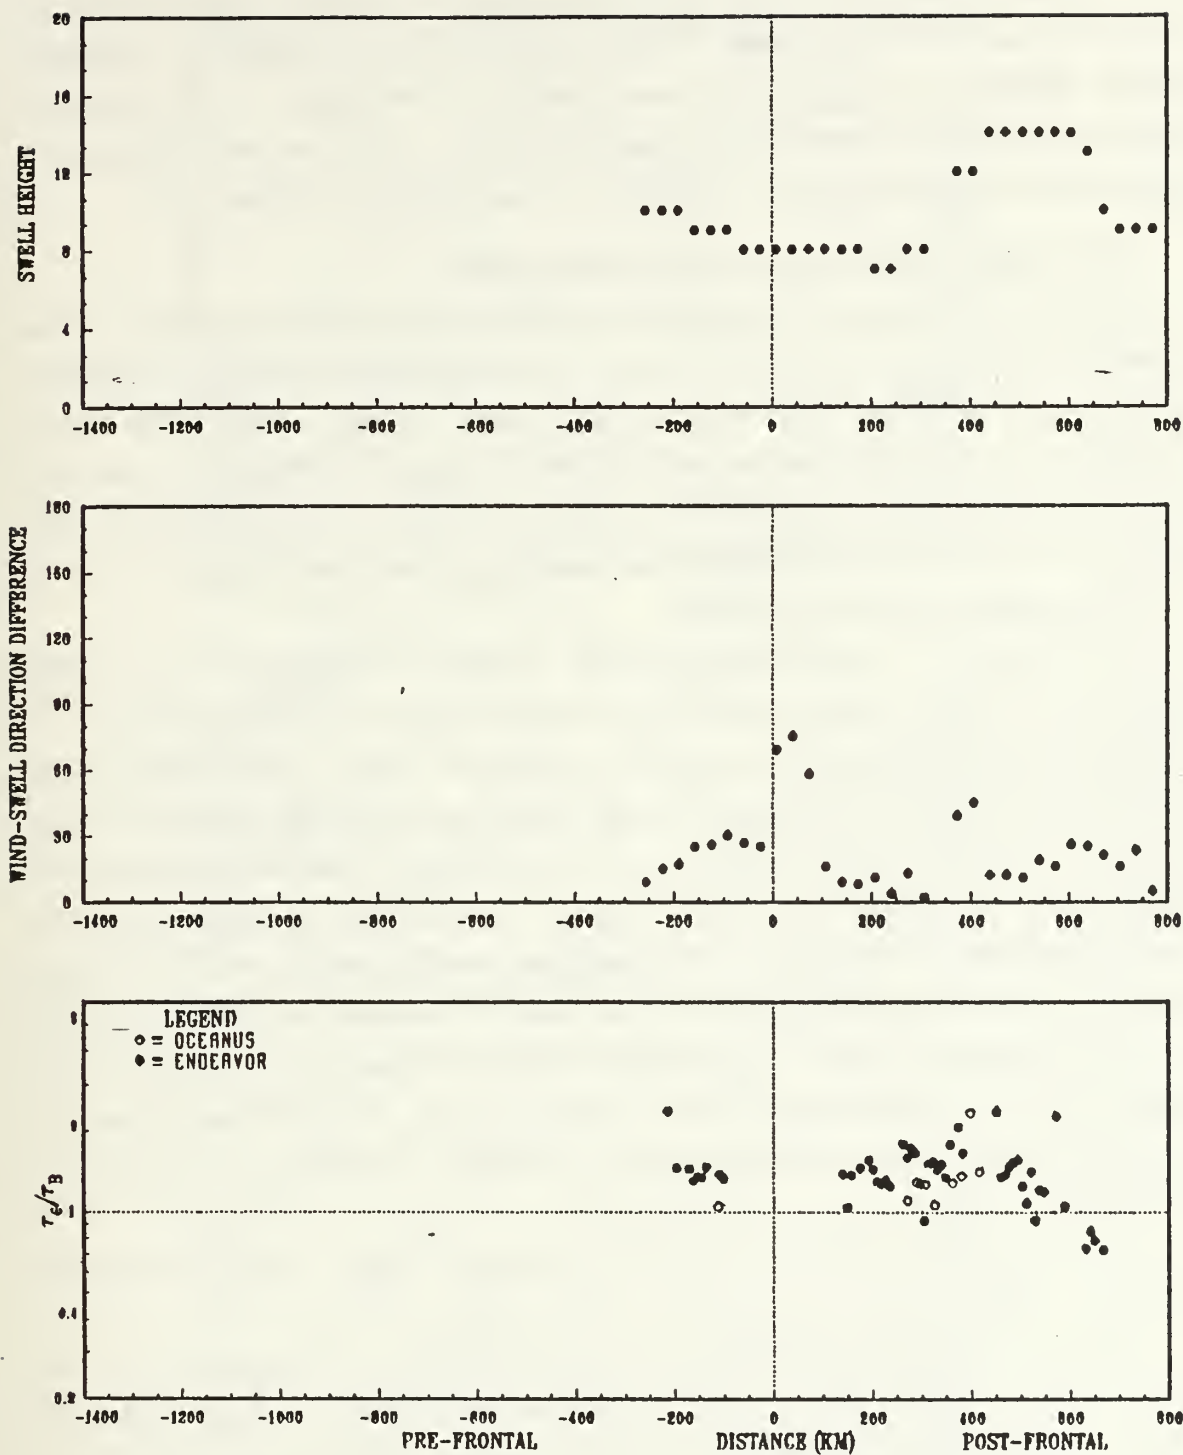 SWELL HEIGHT
20
16
12
8
4
0
-1400 -1200 -1000 -800 -600 -400 -200 0 200 400 600 800
WIND-SWELL DIRECTION DIFFERENCE
180
150
120
90
60
30
0
-1400 -1200 -1000 -800 -600 -400 -200 0 200 400 600 800
LEGEND
○ = OCEANUS
● = ENDEAVOR
τc/τB
1
0.4
0.2
-1400 -1200 -1000 -800 -600 -400 -200 0 200 400 600 800
PRE-FRONTAL DISTANCE (KM) POST-FRONTAL